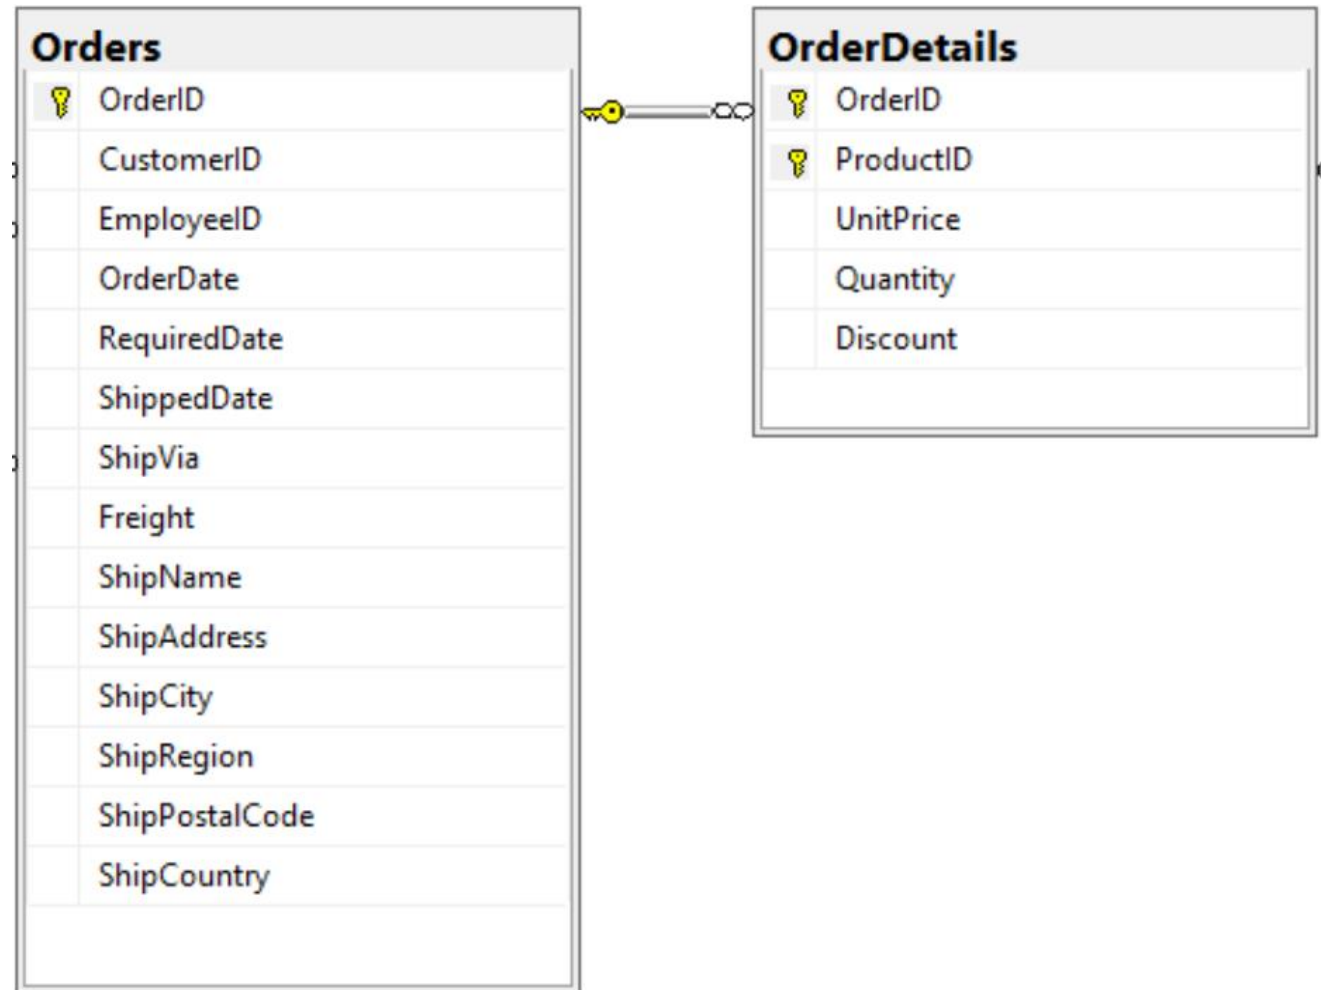 Orders
OrderID
CustomerID
EmployeeID
OrderDate
RequiredDate
ShippedDate
ShipVia
Freight
ShipName
ShipAddress
ShipCity
ShipRegion
ShipPostalCode
ShipCountry
OrderDetails
OrderID
ProductID
UnitPrice
Quantity
Discount